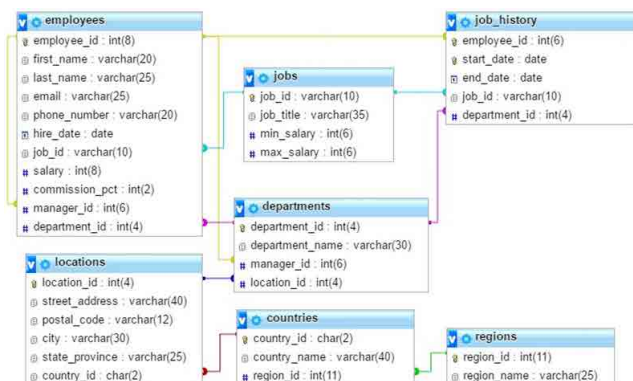 employees
employee_id : int(8)
first_name : varchar(20)
last_name : varchar(25)
email : varchar(25)
phone_number : varchar(20)
hire_date : date
job_id : varchar(10)
# salary : int(8)
# commission_pct : int(2)
# manager_id : int(6)
# department_id : int(4)
jobs
job_id : varchar(10)
job_title : varchar(35)
# min_salary : int(6)
# max_salary : int(6)
job_history
employee_id : int(6)
start_date : date
end_date : date
job_id : varchar(10)
# department_id : int(4)
departments
department_id : int(4)
department_name : varchar(30)
# manager_id : int(6)
# location_id : int(4)
locations
location_id : int(4)
street_address : varchar(40)
postal_code : varchar(12)
city : varchar(30)
state_province : varchar(25)
country_id : char(2)
countries
country_id : char(2)
country_name : varchar(40)
# region_id : int(11)
regions
region_id : int(11)
region_name : varchar(25)